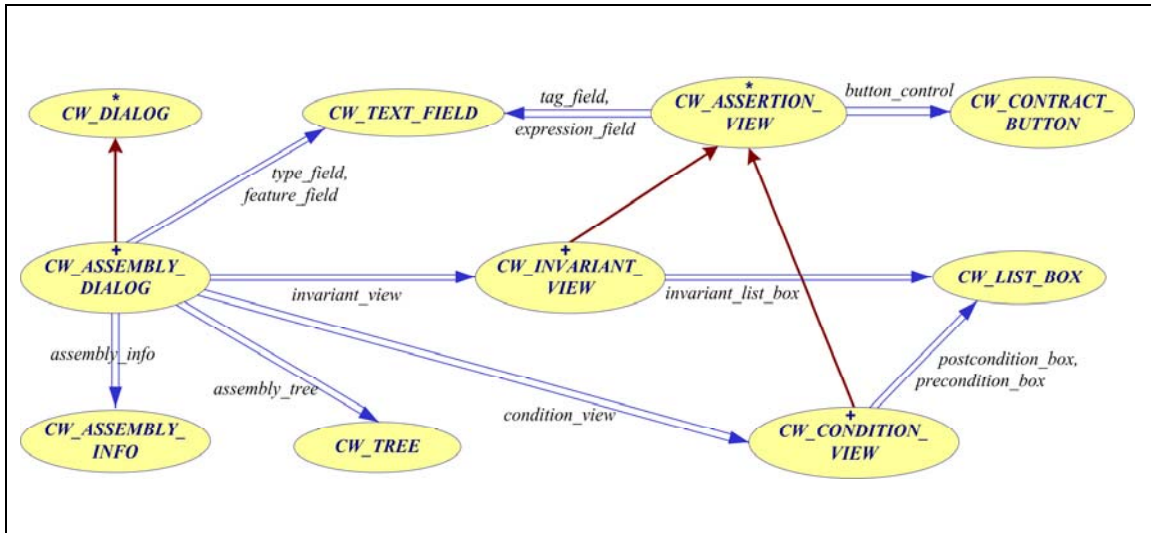 *
CW_DIALOG
CW_TEXT_FIELD
tag_field,
expression_field
*
CW_ASSERTION_
VIEW
button_control
CW_CONTRACT_
BUTTON
type_field,
feature_field
+
CW_ASSEMBLY_
DIALOG
invariant_view
+
CW_INVARIANT_
VIEW
invariant_list_box
CW_LIST_BOX
assembly_info
assembly_tree
condition_view
postcondition_box,
precondition_box
CW_ASSEMBLY_
INFO
CW_TREE
+
CW_CONDITION_
VIEW